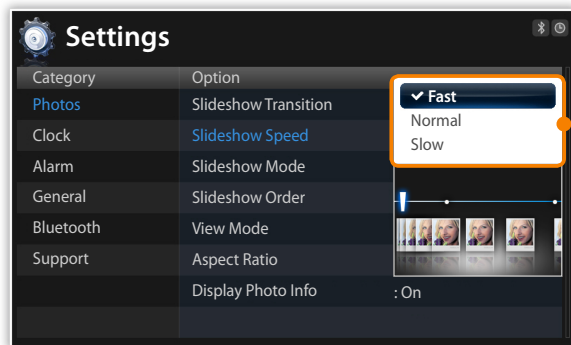 Settings
Category Option
Photos Slideshow Transition
✔ Fast
Normal
Slow
Clock Slideshow Speed
Alarm Slideshow Mode
General Slideshow Order
Bluetooth View Mode
Support Aspect Ratio
Display Photo Info : On